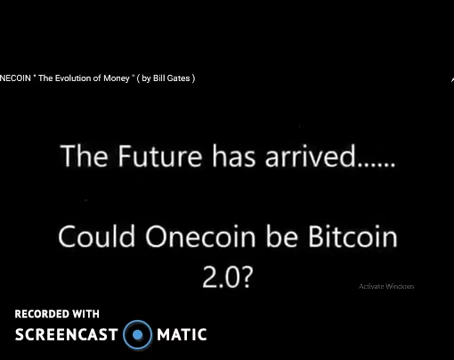 NECOIN " The Evolution of Money " ( by Bill Gates )
The Future has arrived......
Could Onecoin be Bitcoin
2.0?
Activate Windows
RECORDED WITH
SCREENCAST MATIC